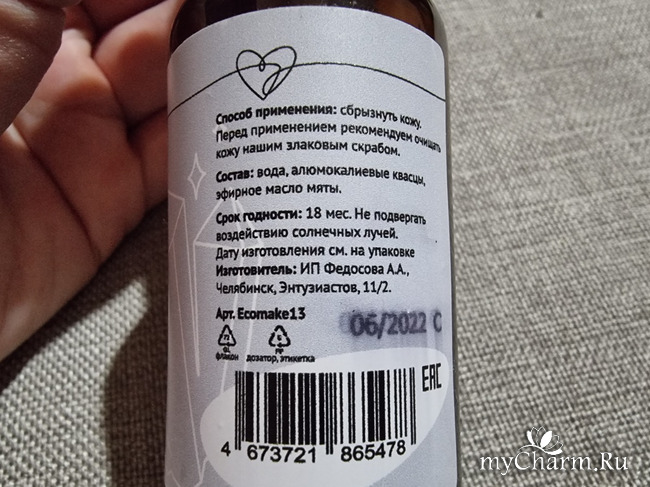 Способ применения: сбрызнуть кожу.
Перед применением рекомендуем очищать
кожу нашим злаковым скрабом.
Состав: вода, алюмокалиевые квасцы,
эфирное масло мяты.
Срок годности: 18 мес. Не подвергать
воздействию солнечных лучей.
Дату изготовления см. на упаковке
Изготовитель: ИП Федосова А.А.,
Челябинск, Энтузиастов, 11/2.
Арт. Ecomake13
06/2022 С
флакон дозатор, этикетка
EAC
4 673721 865478
myCharm.Ru